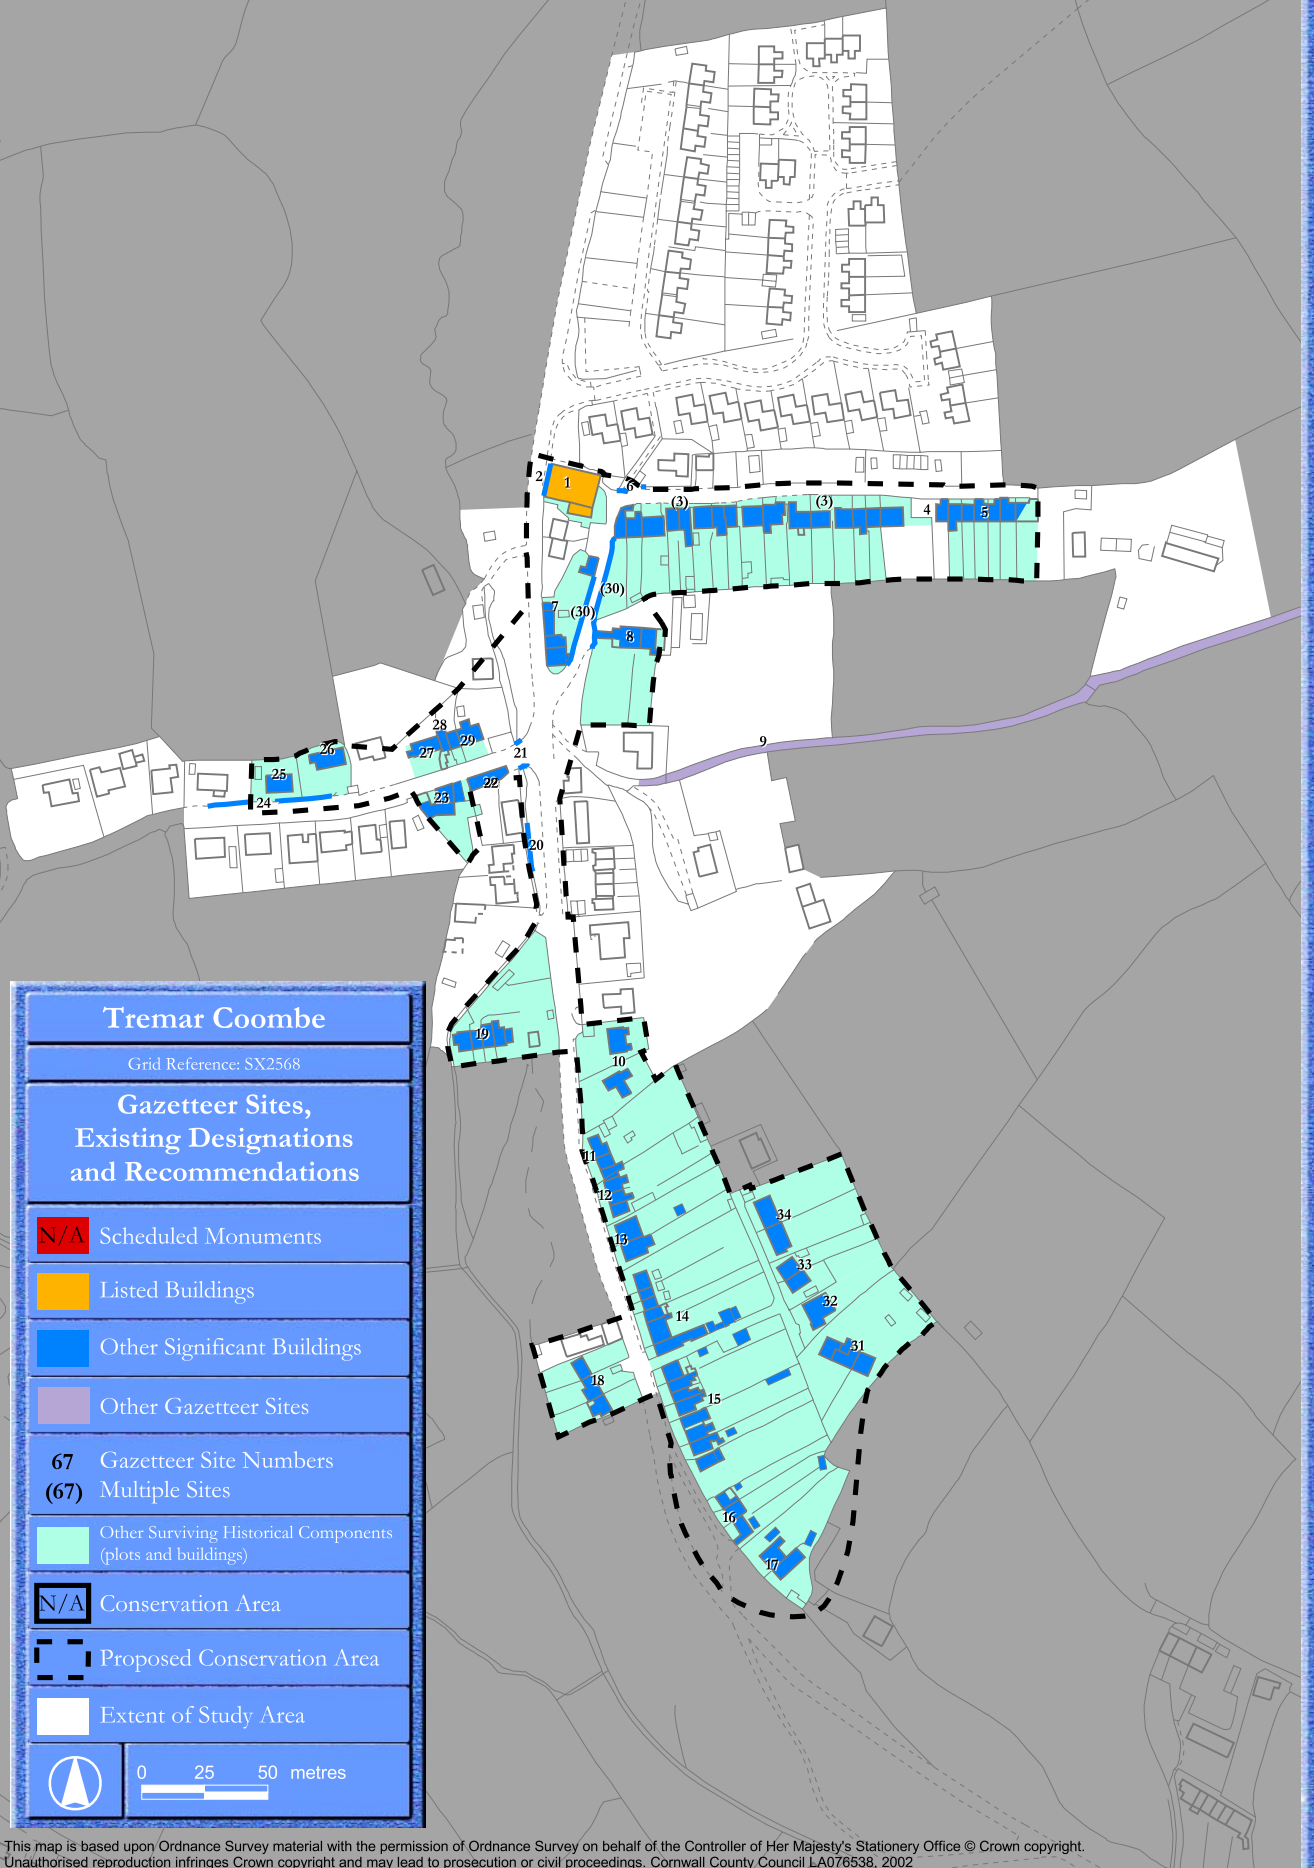 2
1
6
(3)
(3)
4
5
(30)
7
(30)
8
28
29
27
26
21
9
25
22
23
24
20
19
10
11
12
34
13
33
32
14
31
18
15
16
17
Tremar Coombe
Grid Reference: SX2568
Gazetteer Sites,
Existing Designations
and Recommendations
N/A Scheduled Monuments
Listed Buildings
Other Significant Buildings
Other Gazetteer Sites
67 Gazetteer Site Numbers
(67) Multiple Sites
Other Surviving Historical Components
(plots and buildings)
N/A Conservation Area
Proposed Conservation Area
Extent of Study Area
0 25 50 metres
This map is based upon Ordnance Survey material with the permission of Ordnance Survey on behalf of the Controller of Her Majesty's Stationery Office © Crown copyright.
Unauthorised reproduction infringes Crown copyright and may lead to prosecution or civil proceedings. Cornwall County Council LA076538, 2002